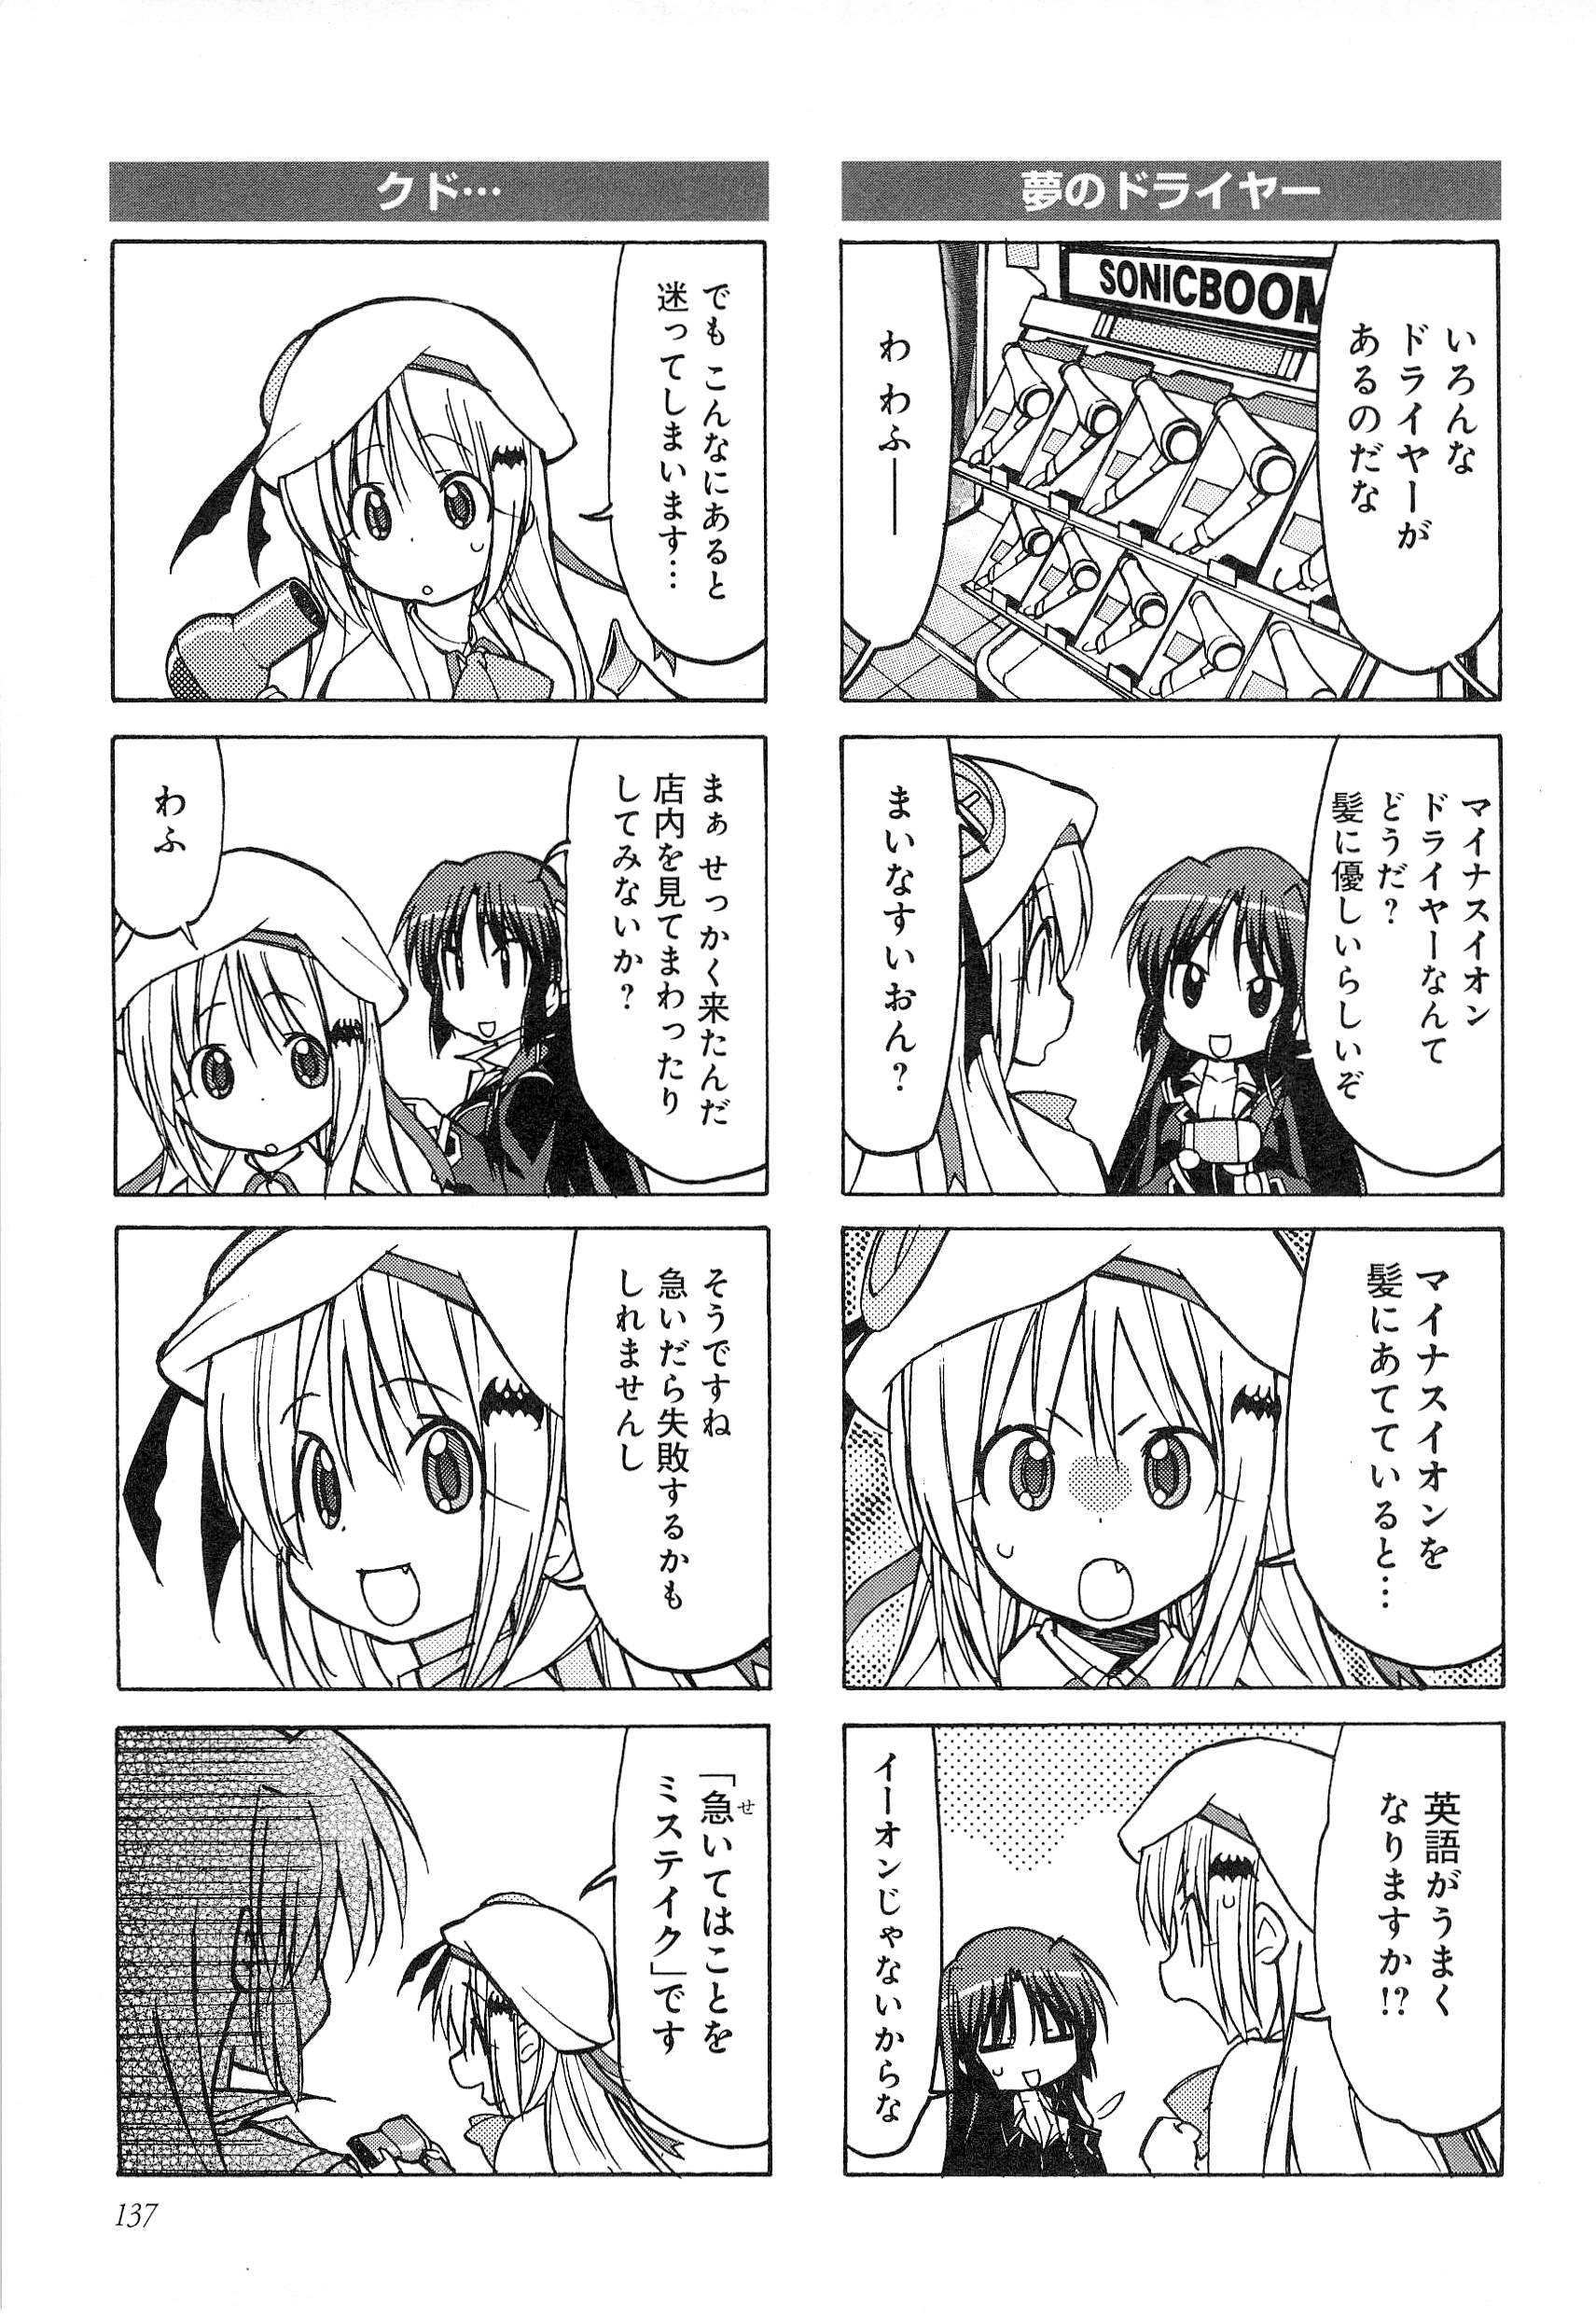 夢のドライヤー
SONICBOOM
いろんな
ドライヤーが
あるのだな
わ わふ――
マイナスイオン
ドライヤーなんて
どうだ?
髪に優しいらしいぞ
まいなすいおん?
マイナスイオンを
髪にあてていると…
英語がうまく
なりますか!?
イーオンじゃないからな
クド…
でも こんなにあると
迷ってしまいます…
まぁ せっかく来たんだ
店内を見てまわったり
してみないか?
わふ
そうですね
急いだら失敗するかも
しれませんし
「急いてはことを
せ
ミステイク」です
137